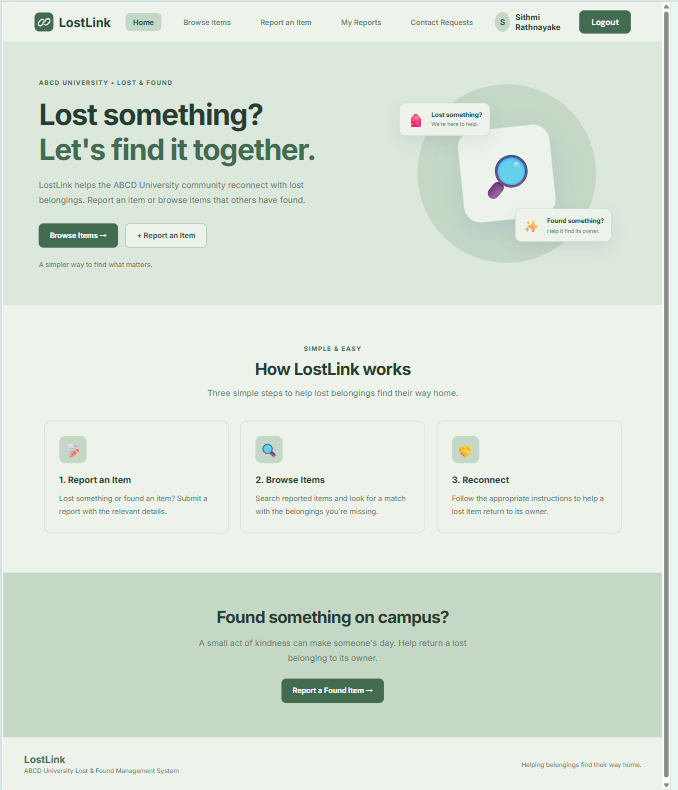 LostLink
Home
Browse Items
Report an Item
My Reports
Contact Requests
S
Sithmi
Rathnayake
Logout
ABCD UNIVERSITY • LOST & FOUND
Lost something?
Let's find it together.
LostLink helps the ABCD University community reconnect with lost
belongings. Report an item or browse items that others have found.
Browse Items →
+ Report an Item
A simpler way to find what matters.
Lost something?
We're here to help.
Found something?
Help it find its owner.
SIMPLE & EASY
How LostLink works
Three simple steps to help lost belongings find their way home.
1. Report an Item
Lost something or found an item? Submit a
report with the relevant details.
2. Browse Items
Search reported items and look for a match
with the belongings you're missing.
3. Reconnect
Follow the appropriate instructions to help a
lost item return to its owner.
Found something on campus?
A small act of kindness can make someone's day. Help return a lost
belonging to its owner.
Report a Found Item →
LostLink
ABCD University Lost & Found Management System
Helping belongings find their way home.